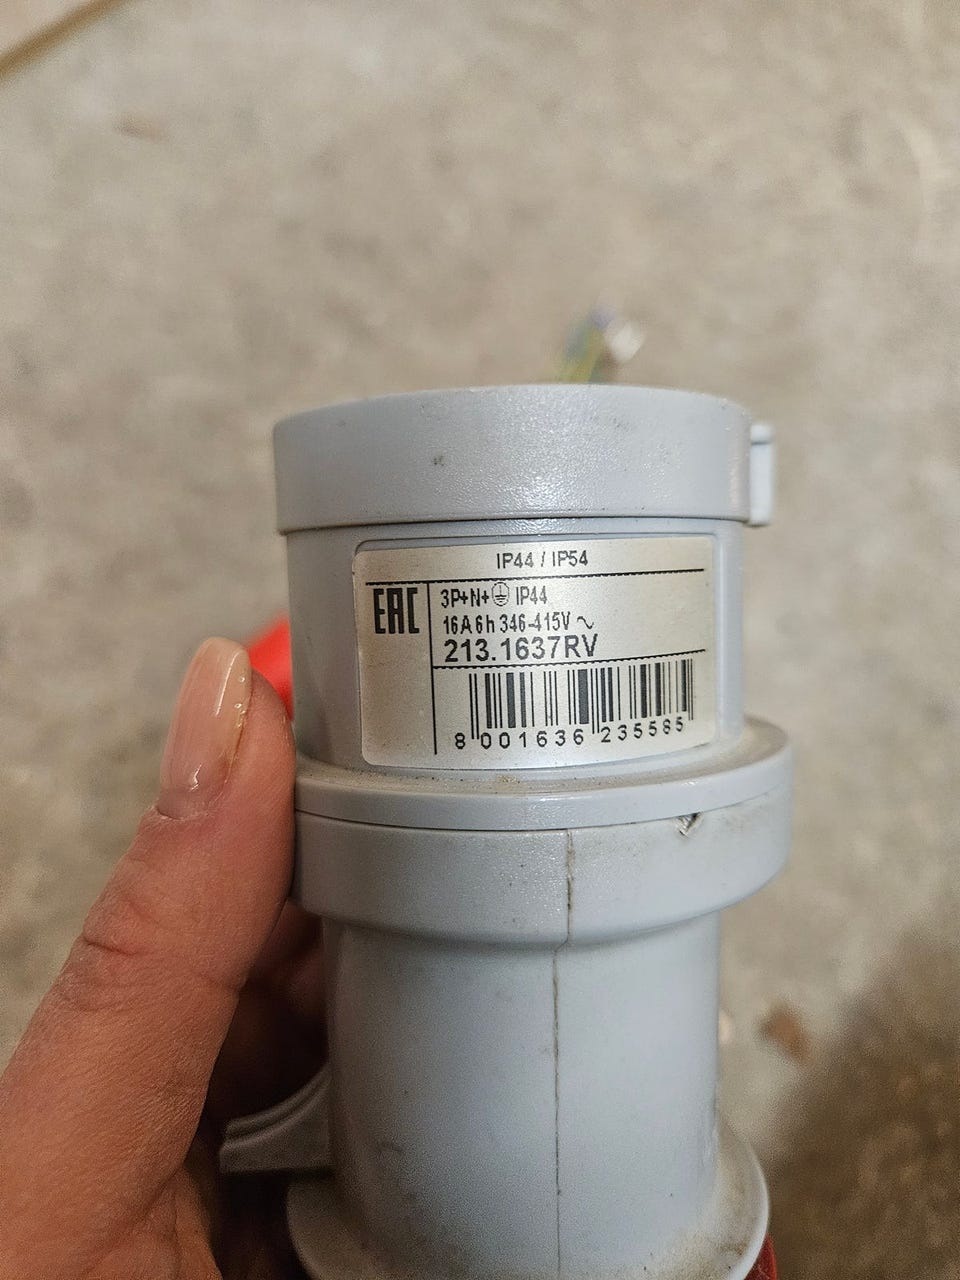 IP44 / IP54
EAC
3P+N+⏚ IP44
16A 6h 346-415V ~
213.1637RV
8 001636 235585